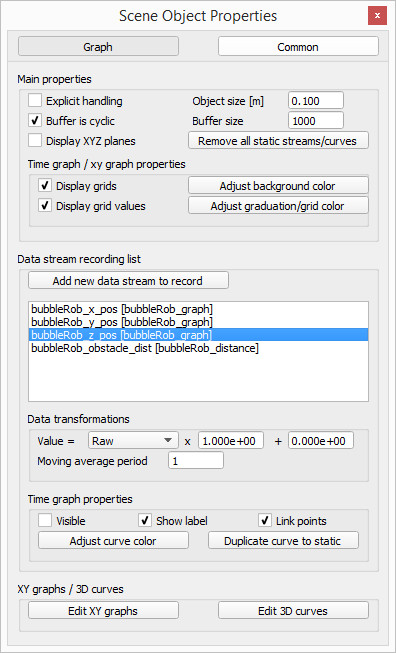 Scene Object Properties
x
Graph Common
Main properties
Explicit handling Object size [m] 0.100
Buffer is cyclic Buffer size 1000
Display XYZ planes Remove all static streams/curves
Time graph / xy graph properties
Display grids Adjust background color
Display grid values Adjust graduation/grid color
Data stream recording list
Add new data stream to record
bubbleRob_x_pos [bubbleRob_graph]
bubbleRob_y_pos [bubbleRob_graph]
bubbleRob_z_pos [bubbleRob_graph]
bubbleRob_obstacle_dist [bubbleRob_distance]
Data transformations
Value = Raw x 1.000e+00 + 0.000e+00
Moving average period 1
Time graph properties
Visible Show label Link points
Adjust curve color Duplicate curve to static
XY graphs / 3D curves
Edit XY graphs Edit 3D curves